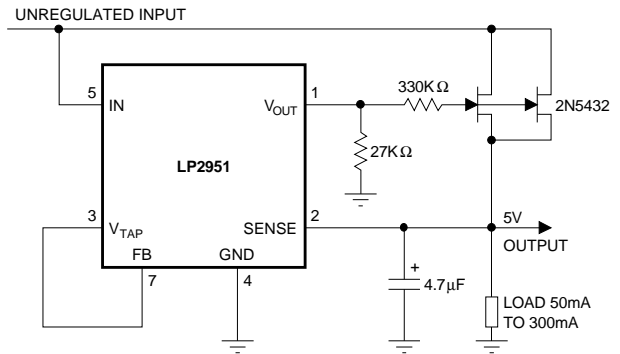 UNREGULATED INPUT
330KΩ
5
IN
1
VOUT
2N5432
27KΩ
LP2951
3
VTAP
SENSE
2
5V
OUTPUT
FB
GND
7
4
+
4.7µF
LOAD 50mA
TO 300mA